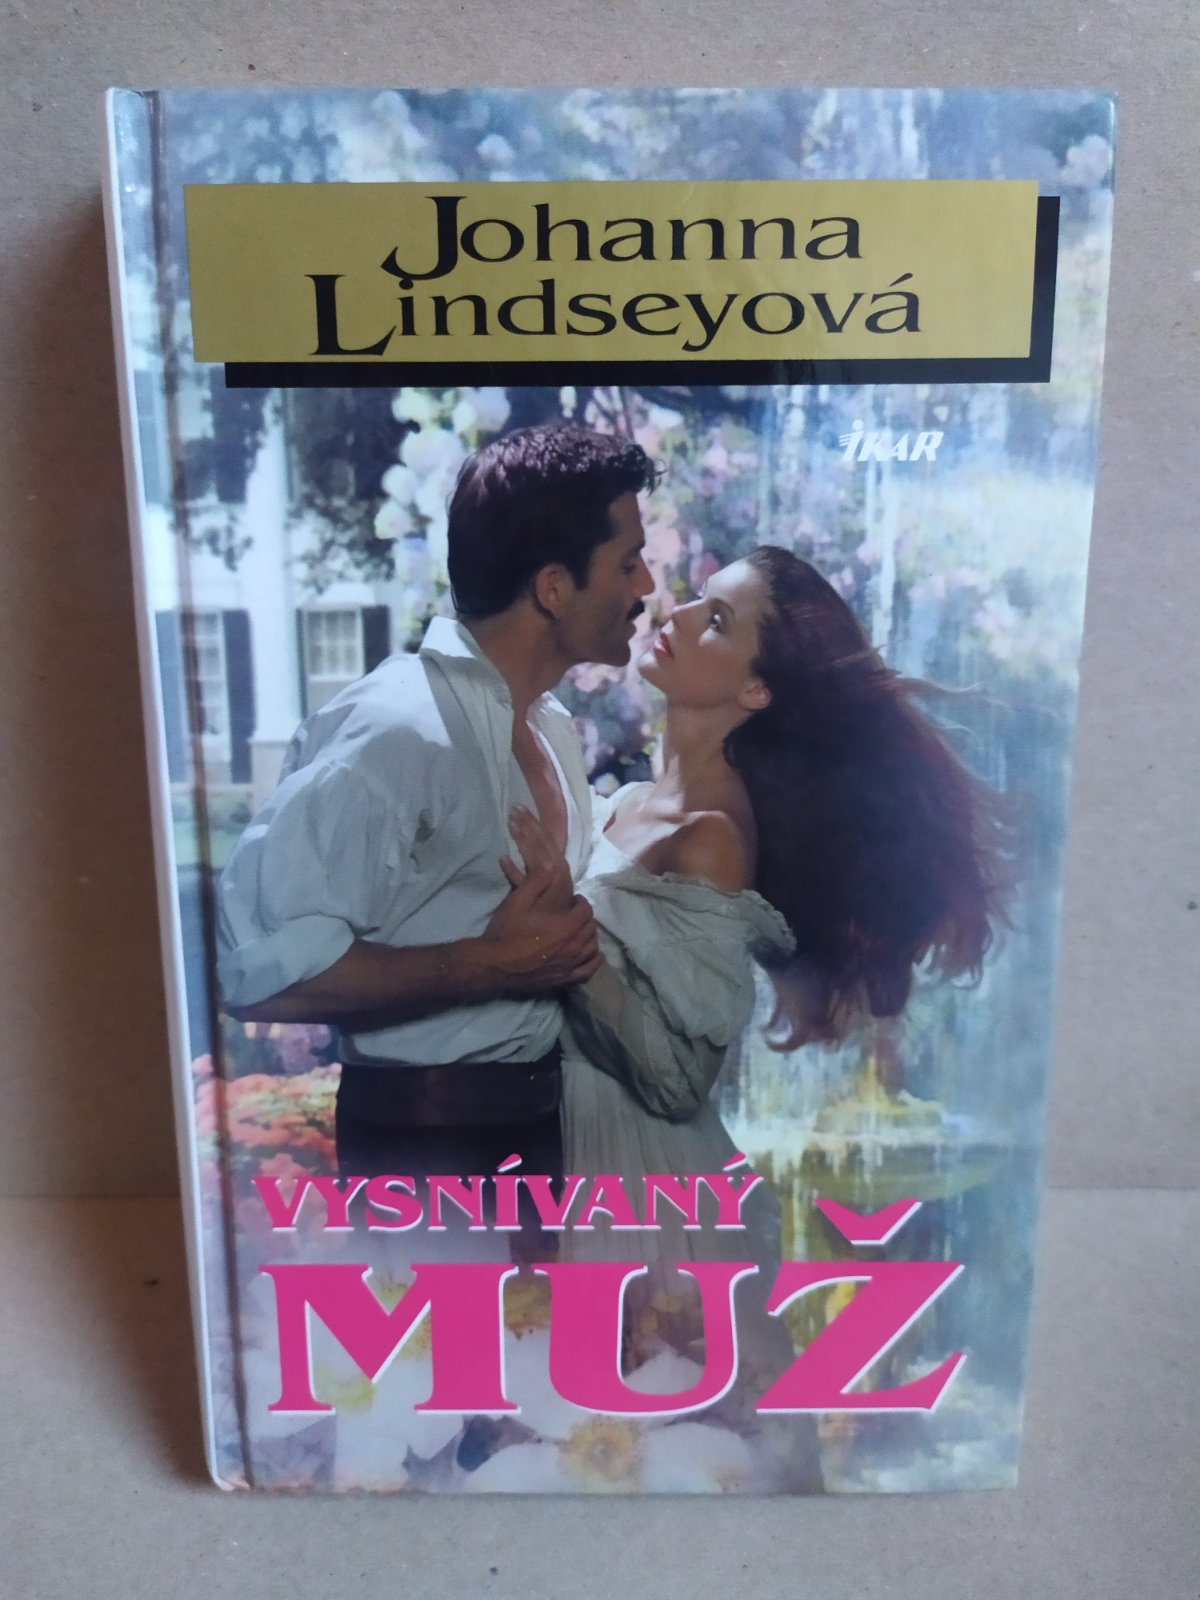 Johanna
Lindseyová
IKAR
VYSNÍVANÝ
MUŽ